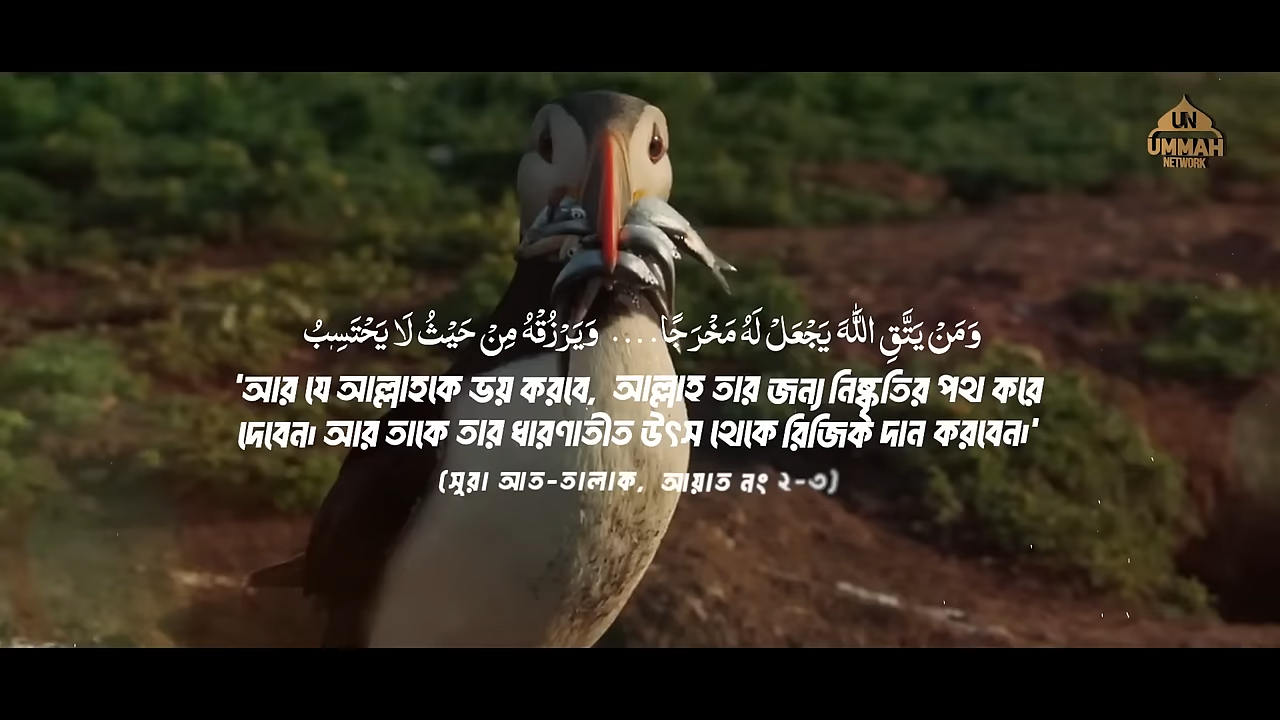 UN
UMMAH
NETWORK
وَمَنْ يَتَّقِ اللَّهَ يَجْعَلْ لَهُ مَخْرَجًا.... وَيَرْزُقْهُ مِنْ حَيْثُ لَا يَحْتَسِبُ
'আর যে আল্লাহকে ভয় করবে, আল্লাহ তার জন্য নিষ্কৃতির পথ করে
দেবেন। আর তাকে তার ধারণাতীত উৎস থেকে রিজিক দান করবেন।'
(সুরা আত-তালাক, আয়াত নং ২-৩)